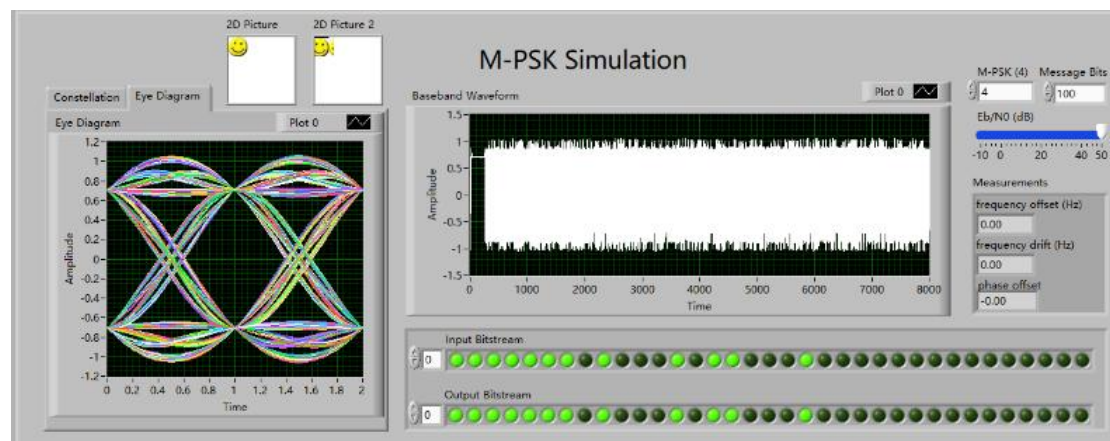 2D Picture
2D Picture 2
M-PSK Simulation
M-PSK (4)
Message Bits
4
100
Eb/N0 (dB)
-10 0 20 40 50
Constellation
Eye Diagram
Eye Diagram
Plot 0
1.2
1
0.8
0.6
0.4
0.2
0
-0.2
-0.4
-0.6
-0.8
-1
-1.2
Amplitude
0 0.2 0.4 0.6 0.8 1 1.2 1.4 1.6 1.8 2
Time
Baseband Waveform
Plot 0
1.5
1
0.5
0
-0.5
-1
-1.5
Amplitude
0 1000 2000 3000 4000 5000 6000 7000 8000
Time
Measurements
frequency offset (Hz)
0.00
frequency drift (Hz)
0.00
phase offset
-0.00
Input Bitstream
0
Output Bitstream
0